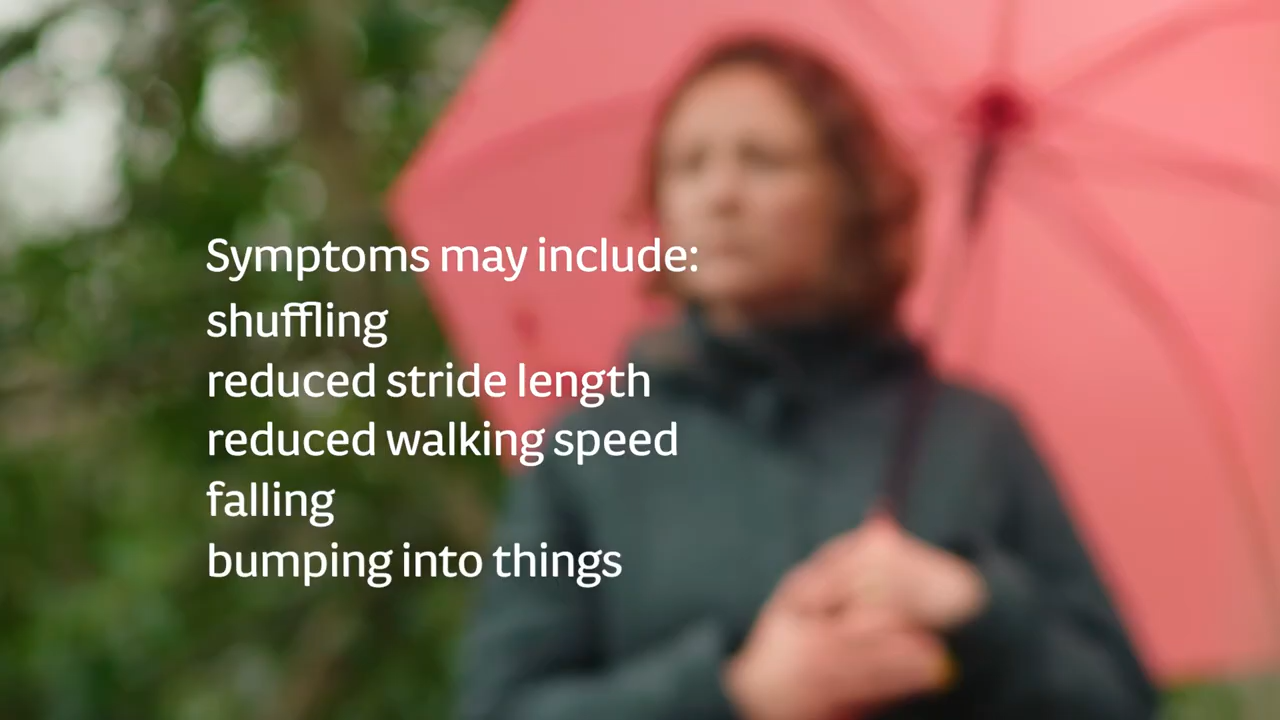 Symptoms may include:
shuffling
reduced stride length
reduced walking speed
falling
bumping into things